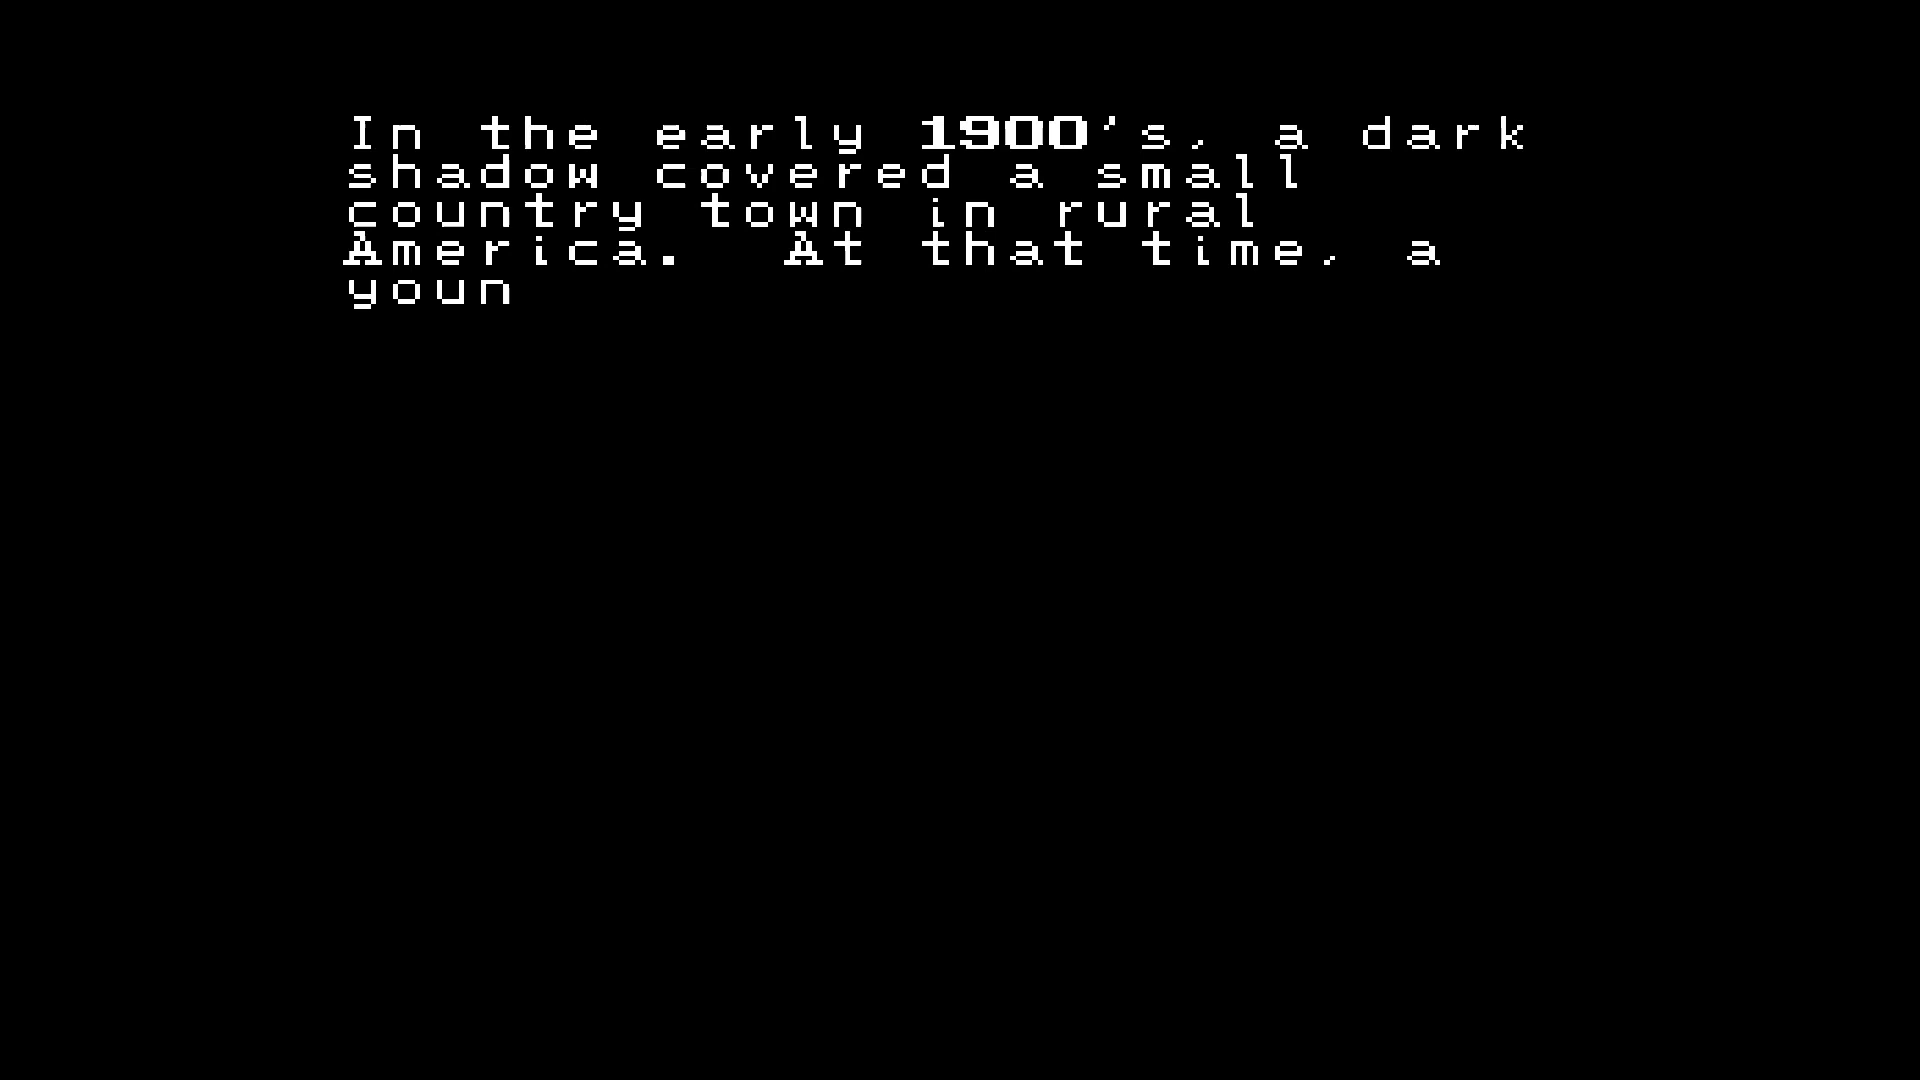 In the early 1900's, a dark
shadow covered a small
country town in rural
America.  At that time, a
youn